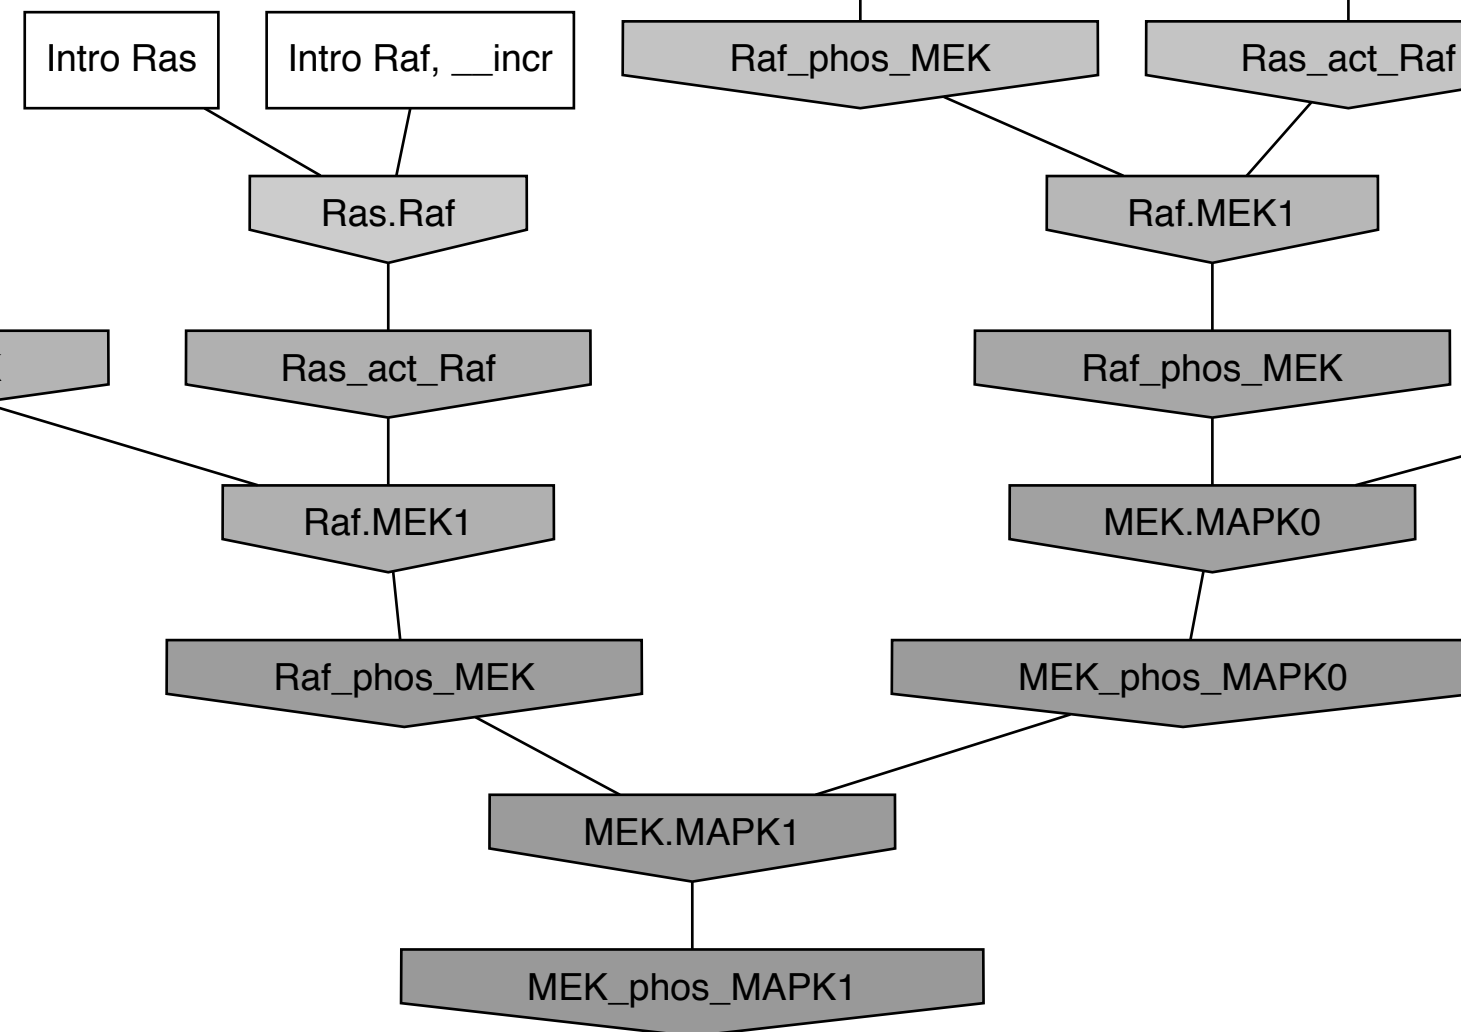 Intro Ras
Intro Raf, __incr
Raf_phos_MEK
Ras_act_Raf
Ras.Raf
Raf.MEK1
Ras_act_Raf
Raf_phos_MEK
Raf.MEK1
MEK.MAPK0
Raf_phos_MEK
MEK_phos_MAPK0
MEK.MAPK1
MEK_phos_MAPK1